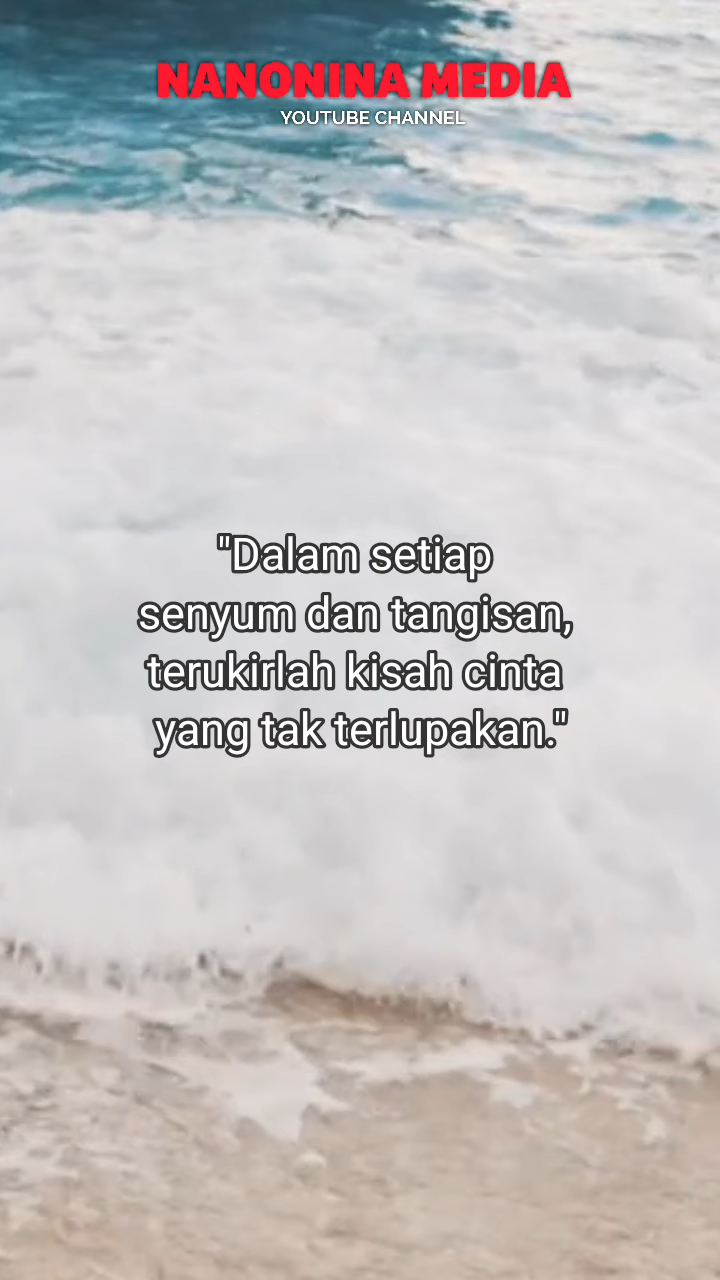 NANONINA MEDIA
YOUTUBE CHANNEL
"Dalam setiap
senyum dan tangisan,
terukirlah kisah cinta
yang tak terlupakan."